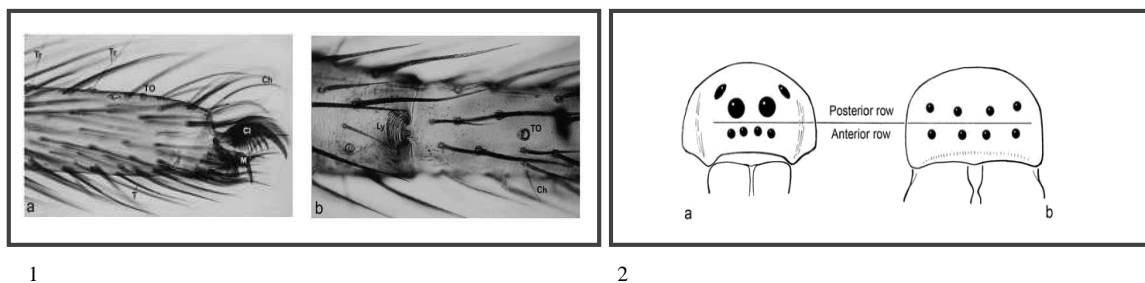 Tr
Tr
TO
Ch
Cl
M
T
a
Ly
TO
Ch
b
Posterior row
Anterior row
a
b
1
2